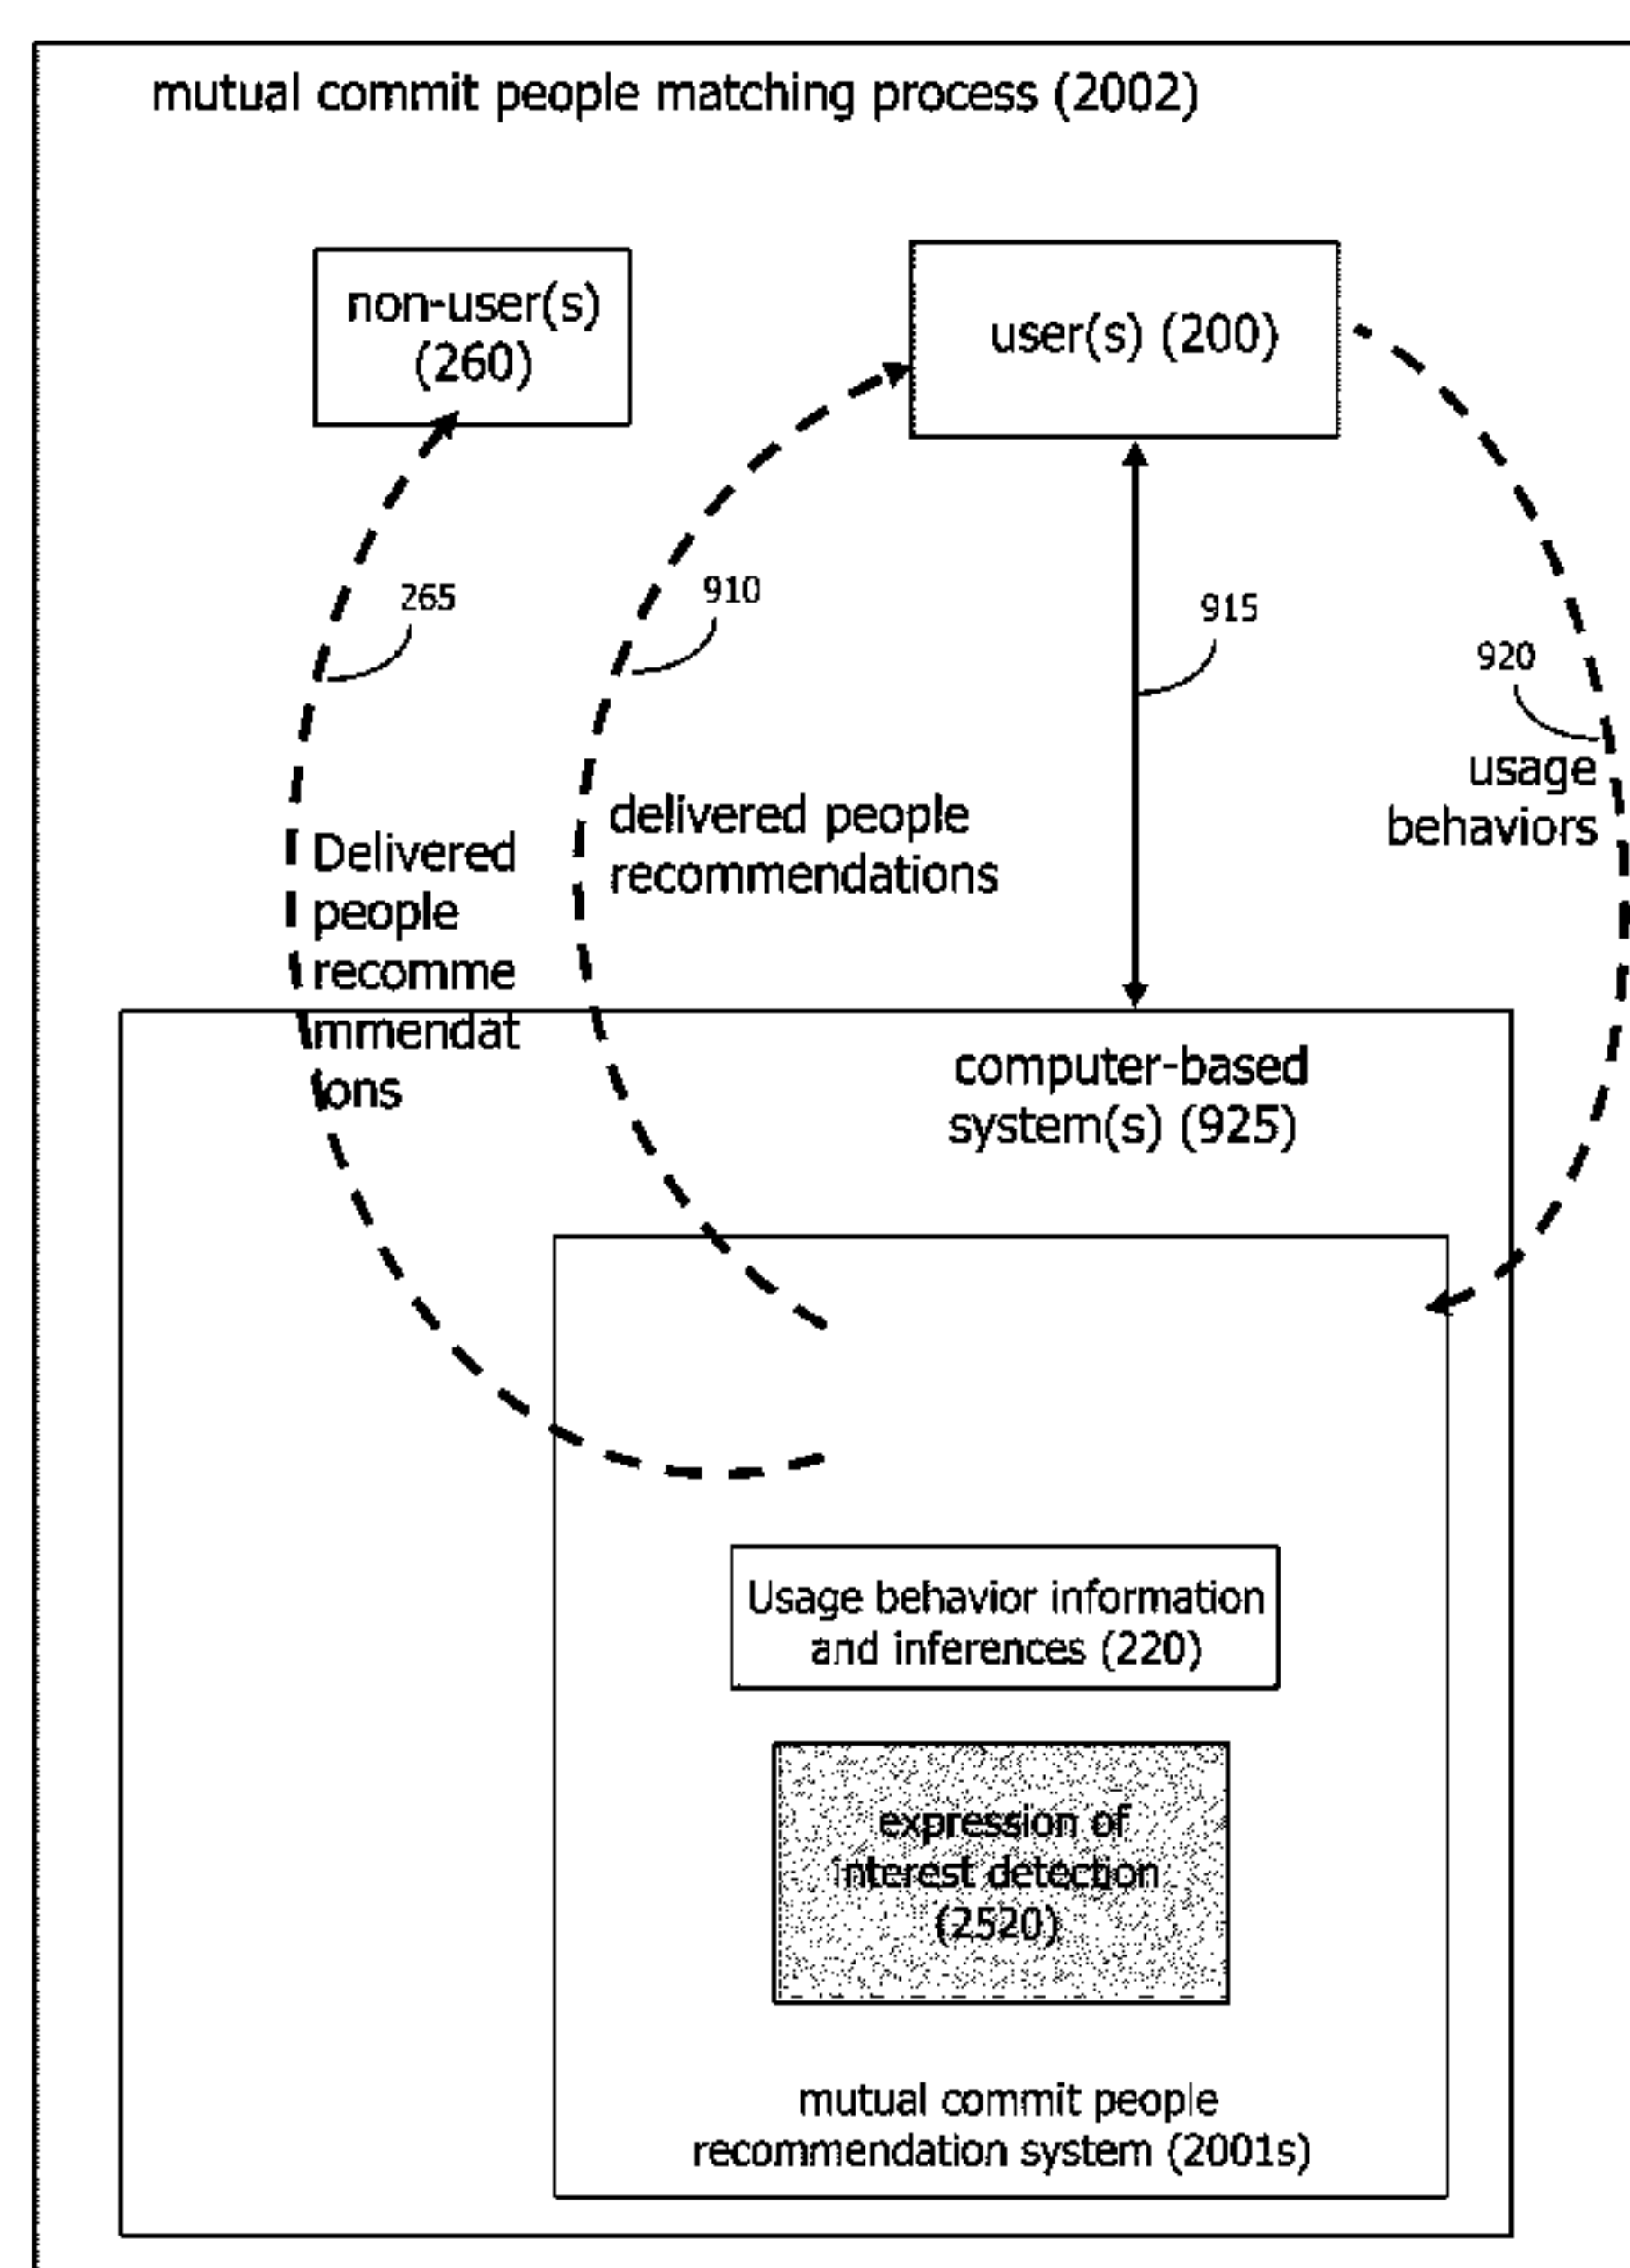 mutual commit people matching process (2002)
non-user(s)
(260)
user(s) (200)
265
910
915
920
usage
behaviors
delivered people
recommendations
Delivered
people
recomme
mmendat
ions
computer-based
system(s) (925)
Usage behavior information
and inferences (220)
expression of
interest detection
(2520)
mutual commit people
recommendation system (2001s)